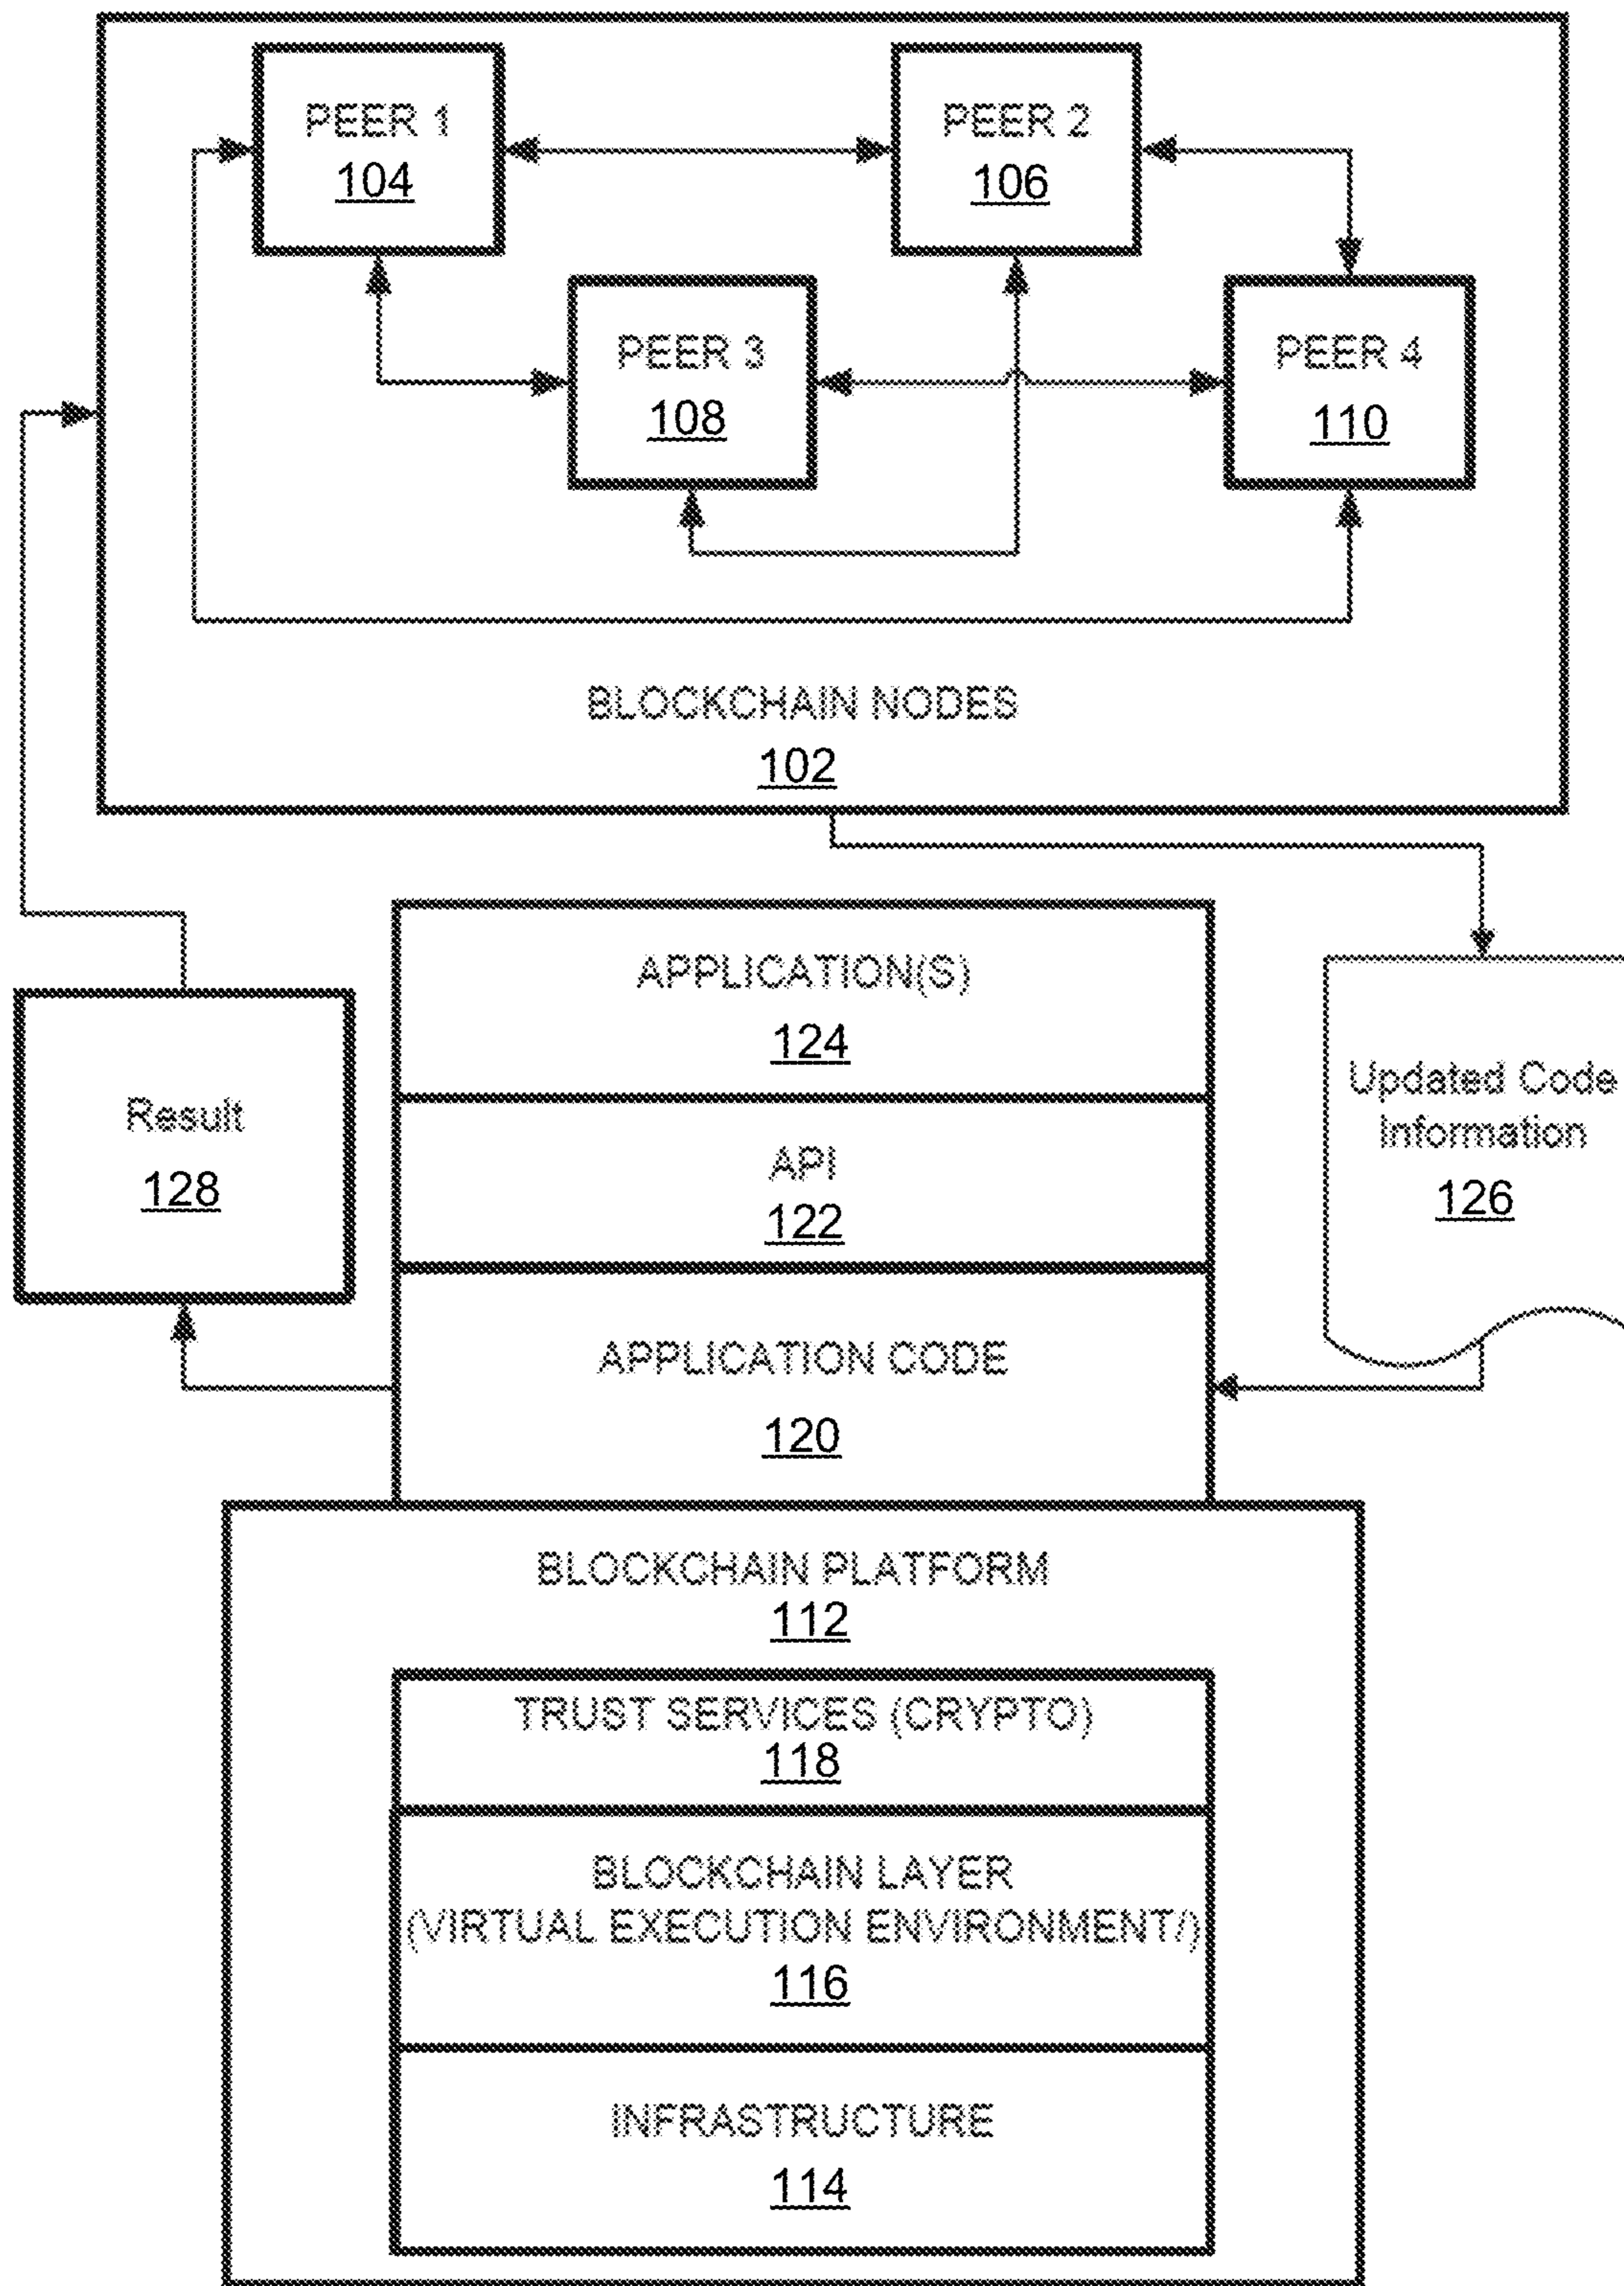 PEER 1
104
PEER 2
106
PEER 3
108
PEER 4
110
BLOCKCHAIN NODES
102
APPLICATION(S)
124
API
122
APPLICATION CODE
120
Result
128
Updated Code
Information
126
BLOCKCHAIN PLATFORM
112
TRUST SERVICES (CRYPTO)
118
BLOCKCHAIN LAYER
(VIRTUAL EXECUTION ENVIRONMENT/)
116
INFRASTRUCTURE
114